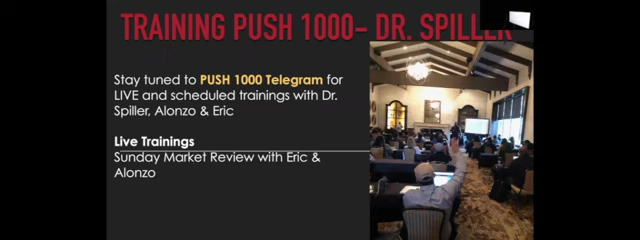 TRAINING PUSH 1000- DR. SPILLER
Stay tuned to PUSH 1000 Telegram for
LIVE and scheduled trainings with Dr.
Spiller, Alonzo & Eric
Live Trainings
Sunday Market Review with Eric &
Alonzo